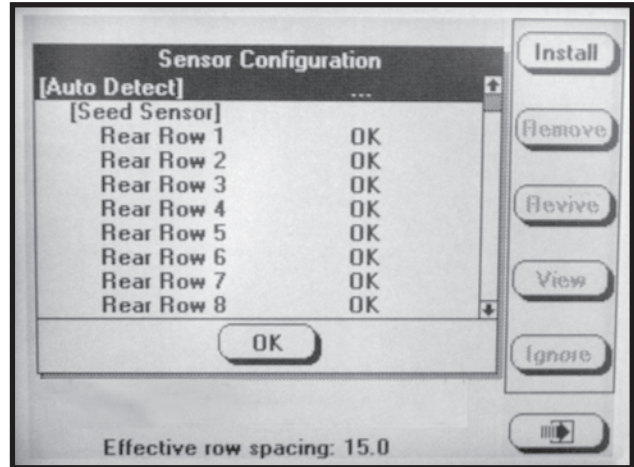 Sensor Configuration
[Auto Detect] ...
[Seed Sensor]
Rear Row 1 OK
Rear Row 2 OK
Rear Row 3 OK
Rear Row 4 OK
Rear Row 5 OK
Rear Row 6 OK
Rear Row 7 OK
Rear Row 8 OK
OK
Effective row spacing: 15.0
Install
Remove
Revive
View
Ignore